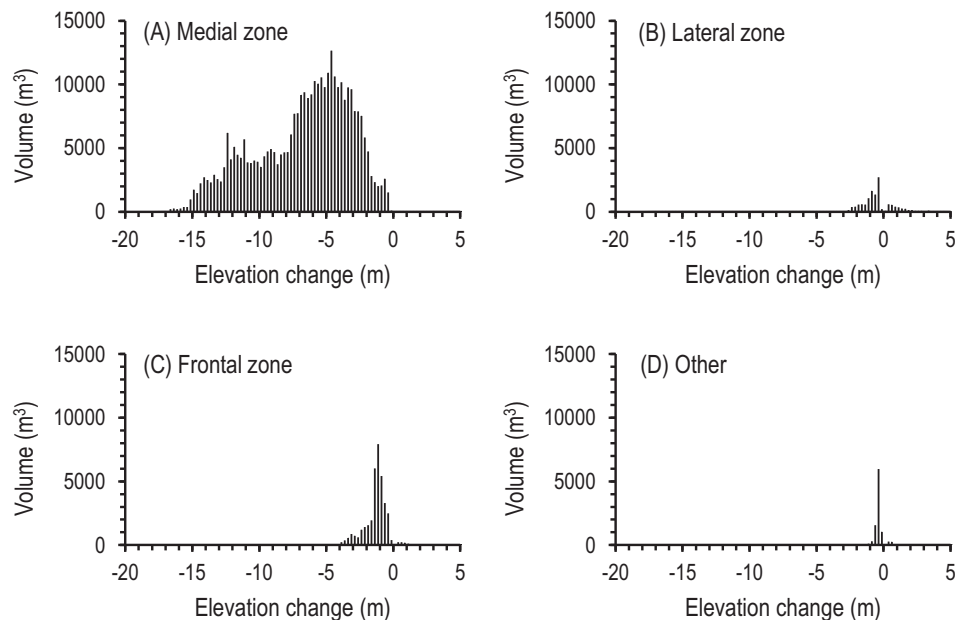 (A) Medial zone
Volume (m³)
15000
10000
5000
0
-20 -15 -10 -5 0 5
Elevation change (m)
(B) Lateral zone
Volume (m³)
15000
10000
5000
0
-20 -15 -10 -5 0 5
Elevation change (m)
(C) Frontal zone
Volume (m³)
15000
10000
5000
0
-20 -15 -10 -5 0 5
Elevation change (m)
(D) Other
Volume (m³)
15000
10000
5000
0
-20 -15 -10 -5 0 5
Elevation change (m)